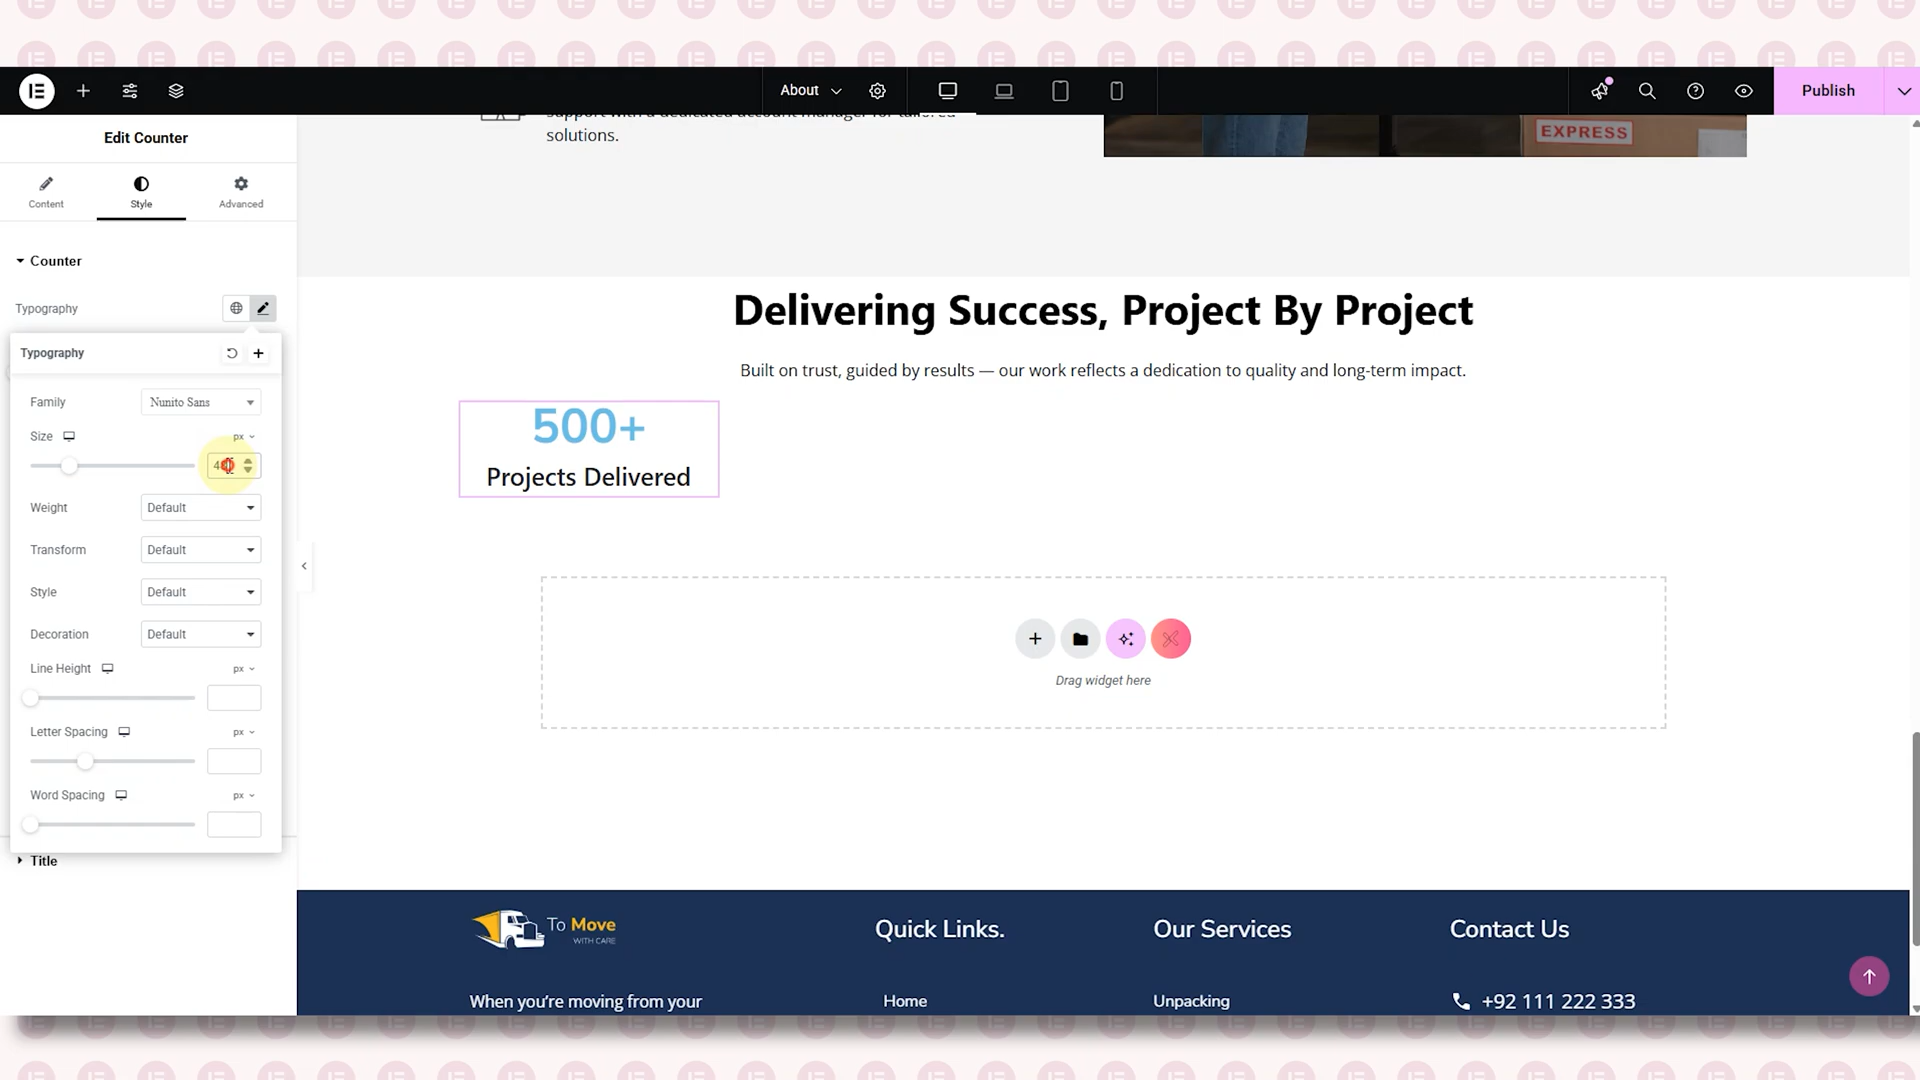 About
Publish
Edit Counter
Content
Style
Advanced
Counter
Typography
Typography
Family
Nunito Sans
Size
px
Weight
Default
Transform
Default
Style
Default
Decoration
Default
Line Height
px
Letter Spacing
px
Word Spacing
px
Title
solutions.
EXPRESS
Delivering Success, Project By Project
Built on trust, guided by results — our work reflects a dedication to quality and long-term impact.
500+
Projects Delivered
Drag widget here
To Move
WITH CARE
When you're moving from your
Quick Links.
Home
Our Services
Unpacking
Contact Us
+92 111 222 333